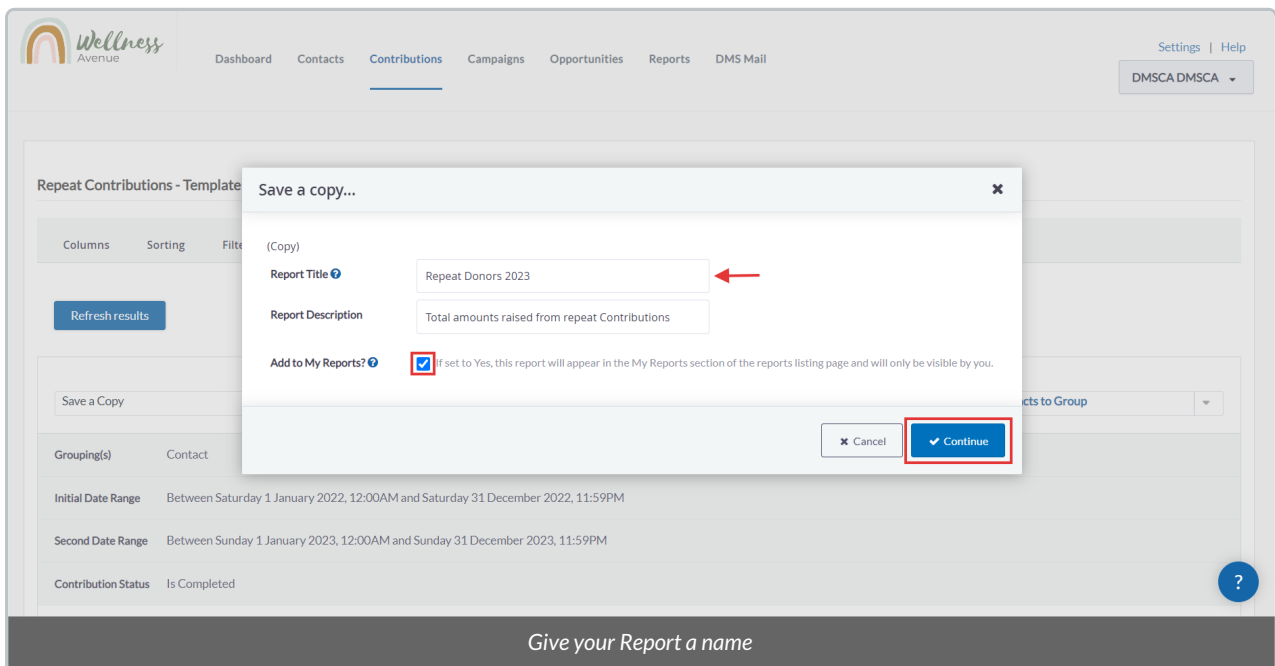 Wellness
Avenue
Dashboard Contacts Contributions Campaigns Opportunities Reports DMS Mail
Settings | Help
DMSCA DMSCA
Repeat Contributions - Template
Save a copy...
Columns Sorting Filte
(Copy)
Report Title ?
Repeat Donors 2023
Refresh results
Report Description
Total amounts raised from repeat Contributions
Add to My Reports? ?
If set to Yes, this report will appear in the My Reports section of the reports listing page and will only be visible by you.
Save a Copy
cts to Group
Cancel
Continue
Grouping(s) Contact
Initial Date Range Between Saturday 1 January 2022, 12:00AM and Saturday 31 December 2022, 11:59PM
Second Date Range Between Sunday 1 January 2023, 12:00AM and Sunday 31 December 2023, 11:59PM
Contribution Status Is Completed
?
Give your Report a name